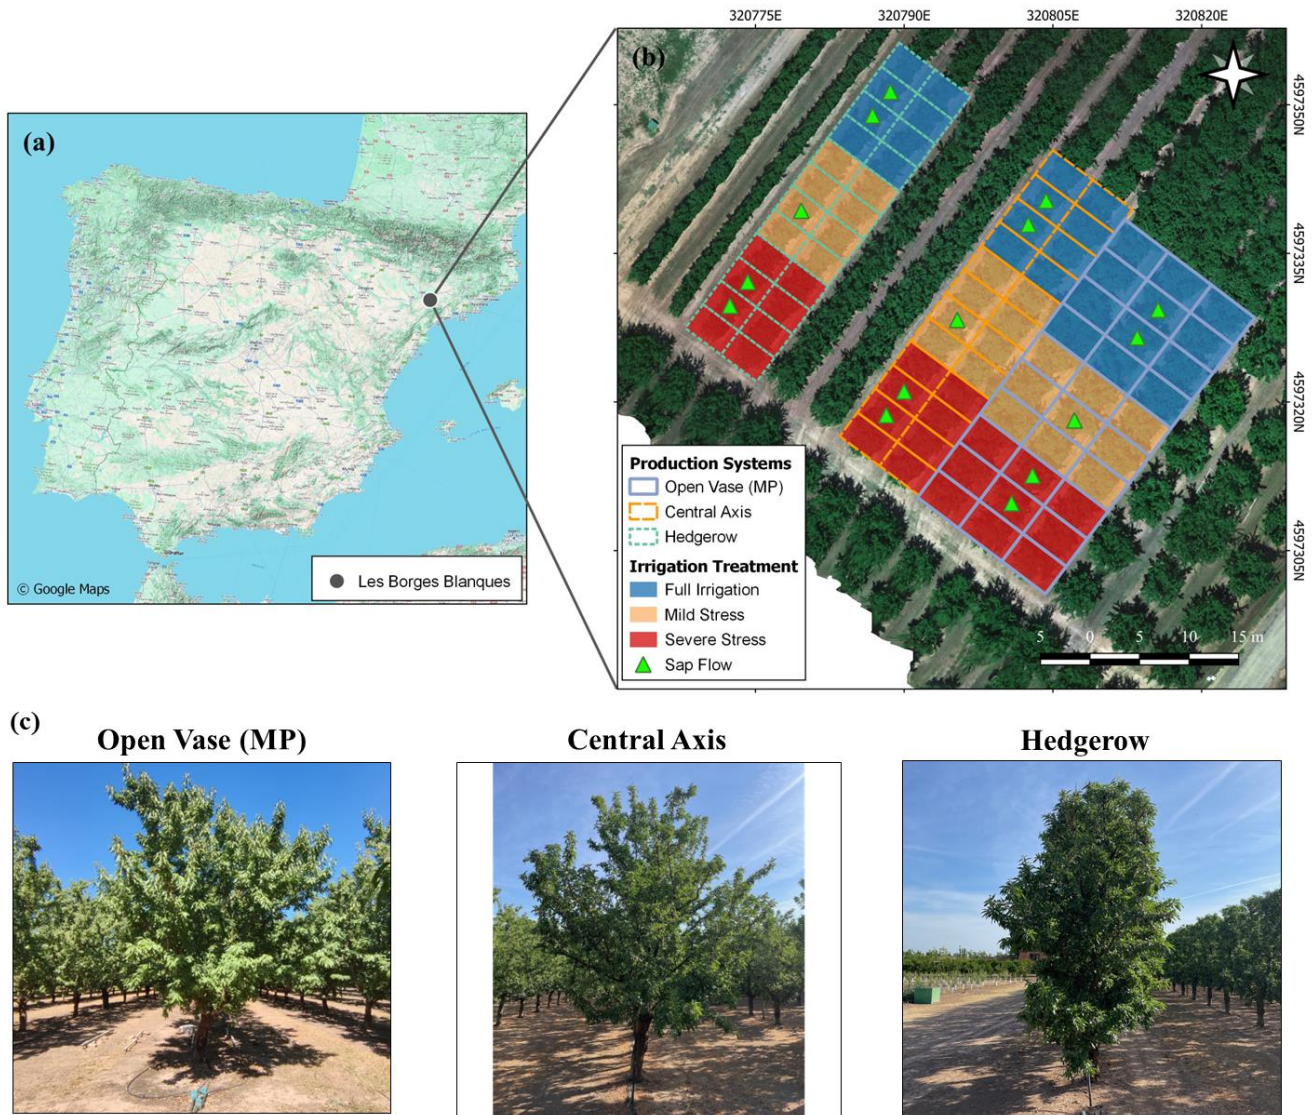 320775E 320790E 320805E 320820E
(b)
(a)
4597350N
4597335N
4597320N
4597305N
Production Systems
Open Vase (MP)
Central Axis
Hedgerow
Irrigation Treatment
Full Irrigation
Mild Stress
Severe Stress
Sap Flow
5 0 5 10 15 m
Les Borges Blanques
© Google Maps
(c)
Open Vase (MP) Central Axis Hedgerow